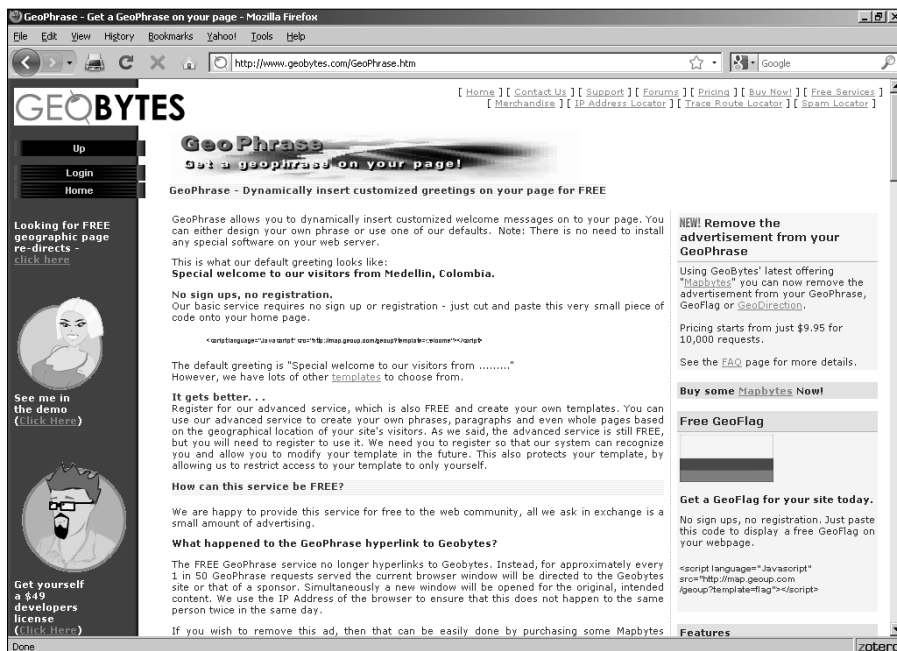 GeoPhrase - Get a GeoPhrase on your page - Mozilla Firefox
File Edit View History Bookmarks Yahoo! Tools Help
http://www.geobytes.com/GeoPhrase.htm
Google
GEOBYTES
[ Home ] [ Contact Us ] [ Support ] [ Forums ] [ Pricing ] [ Buy Now! ] [ Free Services ]
[ Merchandise ] [ IP Address Locator ] [ Trace Route Locator ] [ Spam Locator ]
Up
Login
Home
Looking for FREE
geographic page
re-directs -
click here
See me in
the demo
(Click Here)
Get yourself
a $49
developers
license
(Click Here)
GeoPhrase
Get a geophrase on your page!
GeoPhrase - Dynamically insert customized greetings on your page for FREE
GeoPhrase allows you to dynamically insert customized welcome messages on to your page. You
can either design your own phrase or use one of our defaults. Note: There is no need to install
any special software on your web server.
This is what our default greeting looks like:
Special welcome to our visitors from Medellin, Colombia.
No sign ups, no registration.
Our basic service requires no sign up or registration - just cut and paste this very small piece of
code onto your home page.
<script language="Javascript" src="http://map.geoup.com/geoup?template=welcome"></script>
The default greeting is "Special welcome to our visitors from ........."
However, we have lots of other templates to choose from.
It gets better. . .
Register for our advanced service, which is also FREE and create your own templates. You can
use our advanced service to create your own phrases, paragraphs and even whole pages based
on the geographical location of your site's visitors. As we said, the advanced service is still FREE,
but you will need to register to use it. We need you to register so that our system can recognize
you and allow you to modify your template in the future. This also protects your template, by
allowing us to restrict access to your template to only yourself.
How can this service be FREE?
We are happy to provide this service for free to the web community, all we ask in exchange is a
small amount of advertising.
What happened to the GeoPhrase hyperlink to Geobytes?
The FREE GeoPhrase service no longer hyperlinks to Geobytes. Instead, for approximately every
1 in 50 GeoPhrase requests served the current browser window will be directed to the Geobytes
site or that of a sponsor. Simultaneously a new window will be opened for the original, intended
content. We use the IP Address of the browser to ensure that this does not happen to the same
person twice in the same day.
If you wish to remove this ad, then that can be easily done by purchasing some Mapbytes
NEW! Remove the
advertisement from your
GeoPhrase
Using GeoBytes' latest offering
"Mapbytes" you can now remove the
advertisement from your GeoPhrase,
GeoFlag or GeoDirection.
Pricing starts from just $9.95 for
10,000 requests.
See the FAQ page for more details.
Buy some Mapbytes Now!
Free GeoFlag
Get a GeoFlag for your site today.
No sign ups, no registration. Just paste
this code to display a free GeoFlag on
your webpage.
<script language="Javascript"
src="http://map.geoup.com
/geoup?template=flag"></script>
Features
Done
zotero